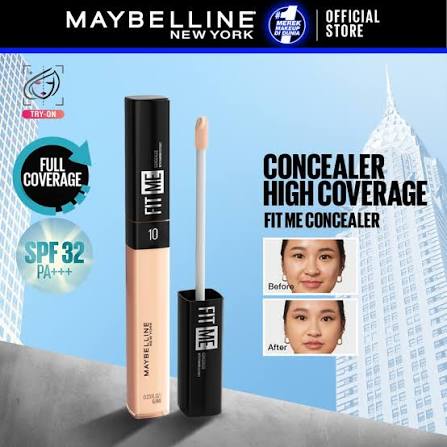 MAYBELLINE
NEW YORK
#1
MEREK
MAKEUP
DI DUNIA
OFFICIAL
STORE
TRY-ON
FULL
COVERAGE
SPF 32
PA+++
FIT ME
10
MAYBELLINE
NEW YORK
FIT ME
CONCEALER
HIGH COVERAGE
FIT ME CONCEALER
Before
After